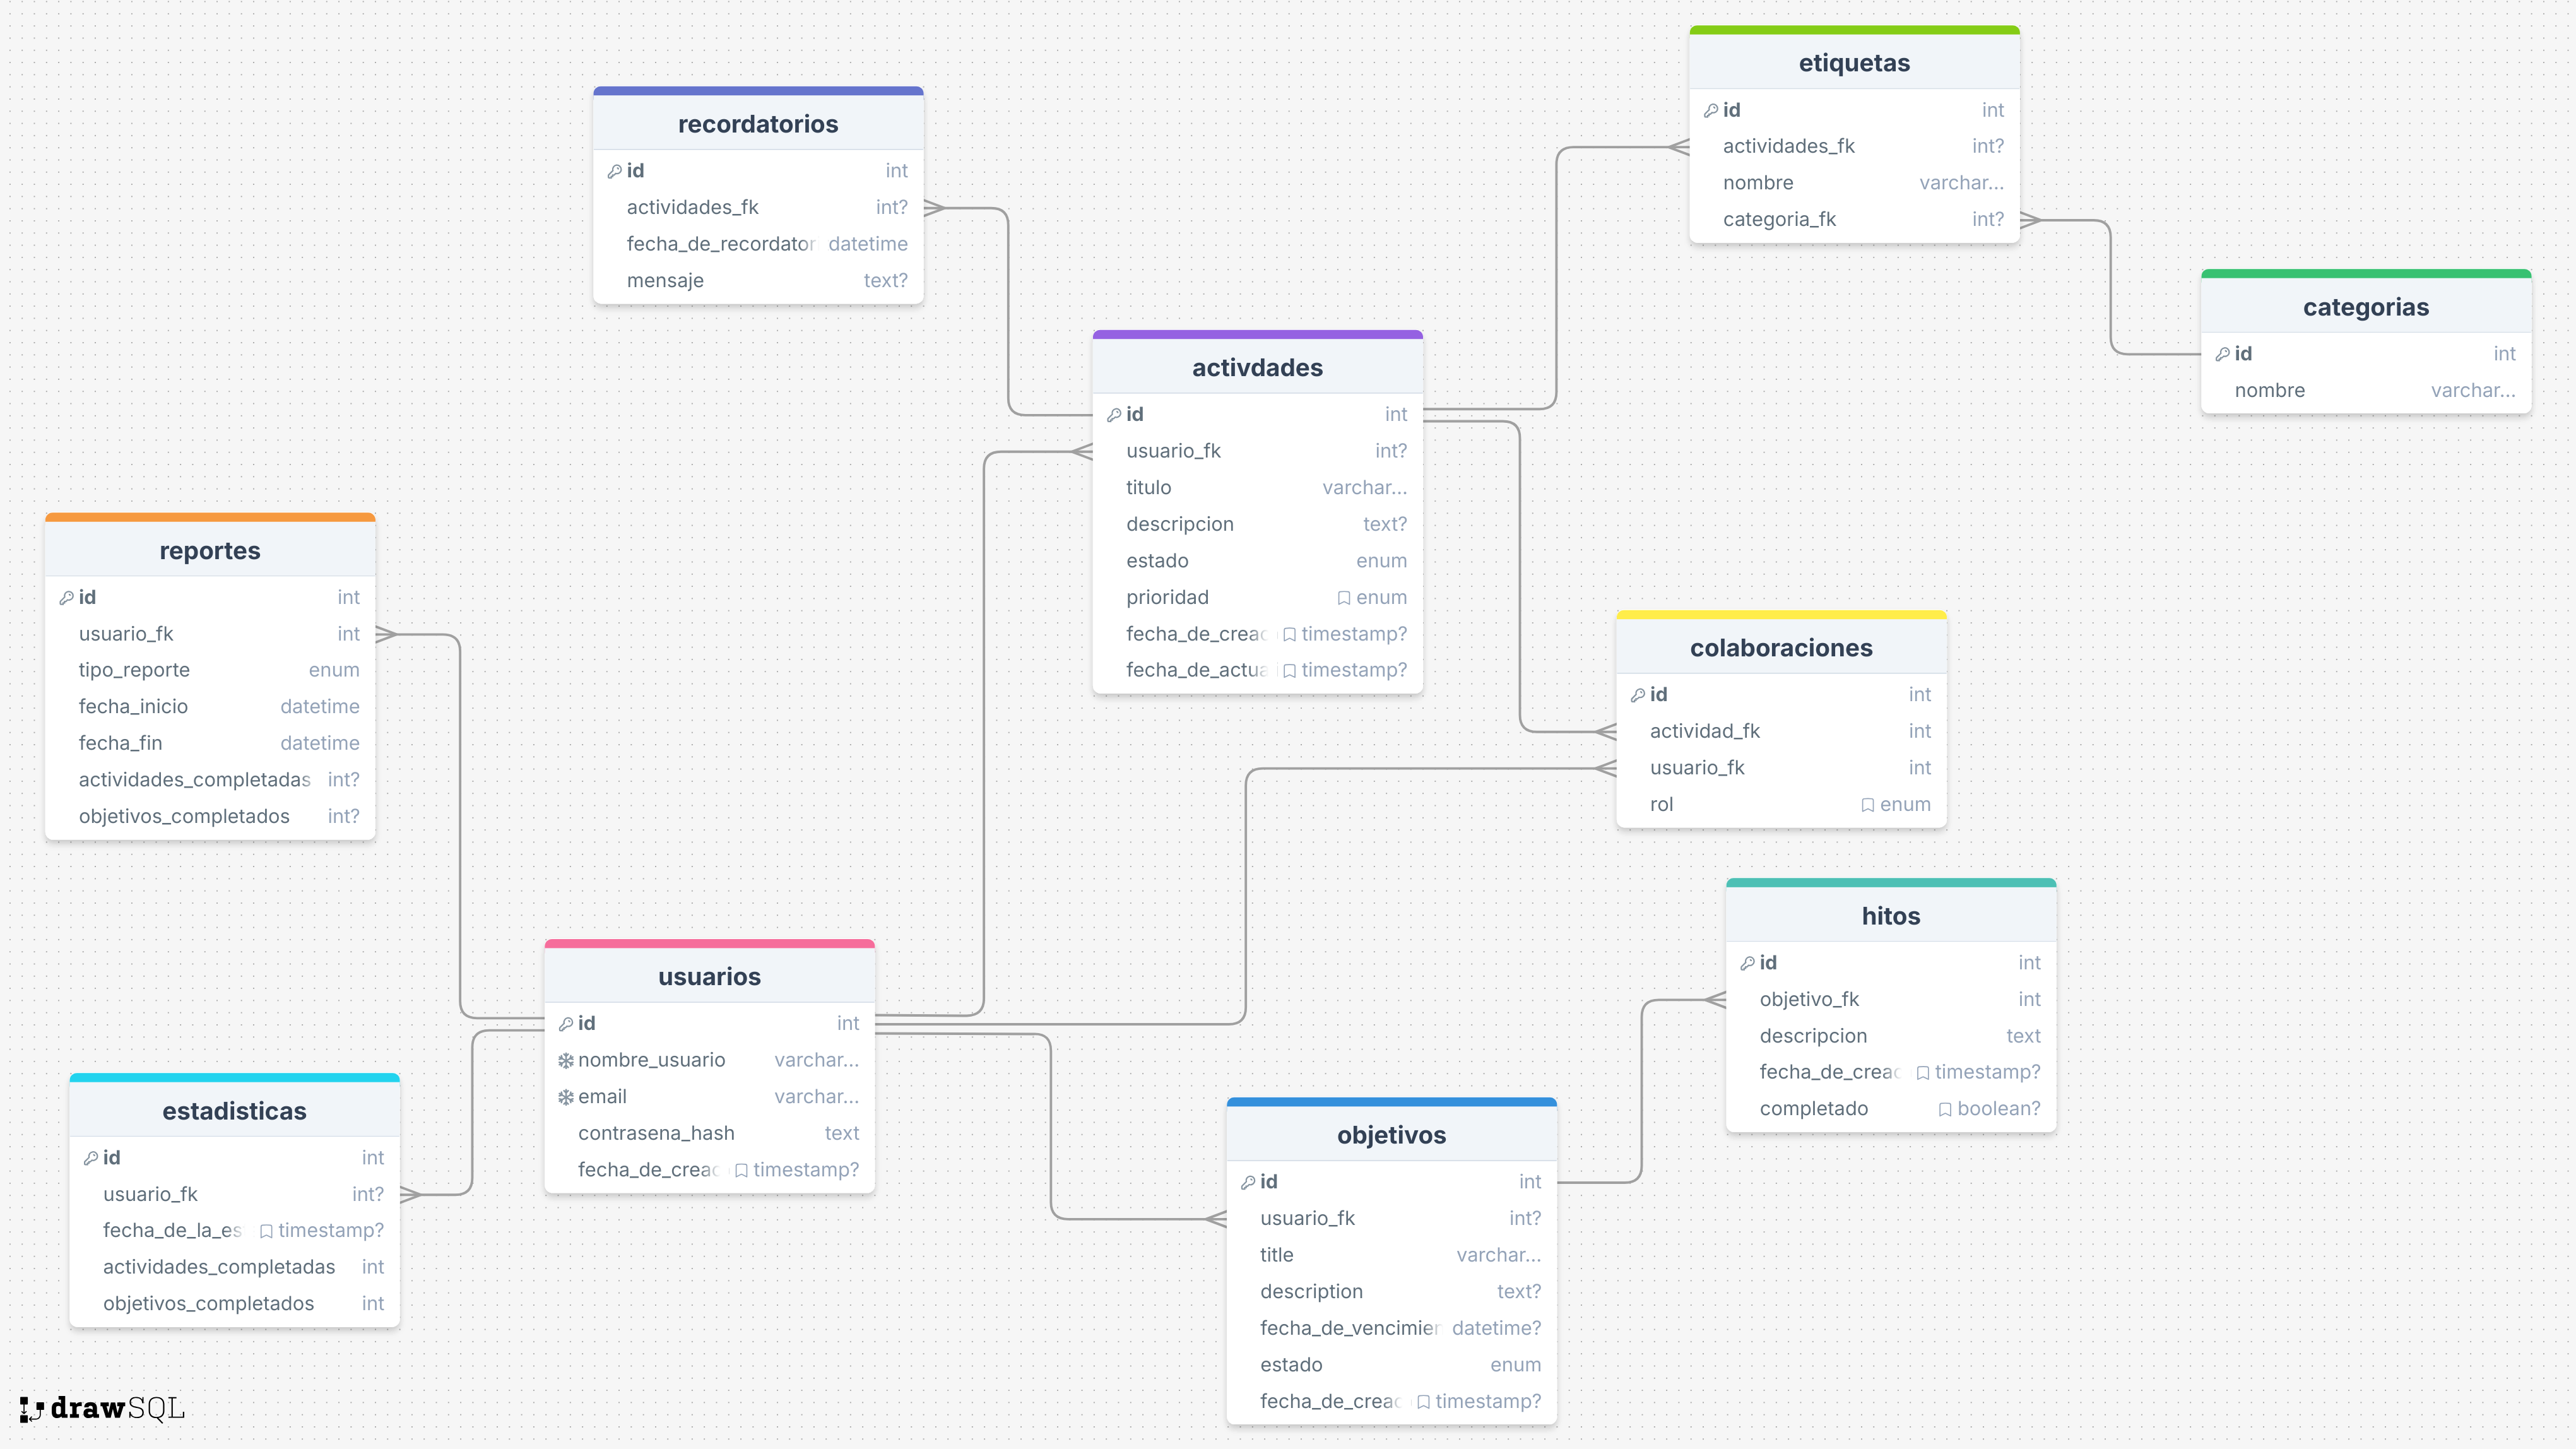 etiquetas
id int
actividades_fk int?
nombre varchar...
categoria_fk int?
recordatorios
id int
actividades_fk int?
fecha_de_recordator datetime
mensaje text?
categorias
id int
nombre varchar...
activdades
id int
usuario_fk int?
titulo varchar...
descripcion text?
estado enum
prioridad enum
fecha_de_creac timestamp?
fecha_de_actua timestamp?
reportes
id int
usuario_fk int
tipo_reporte enum
fecha_inicio datetime
fecha_fin datetime
actividades_completadas int?
objetivos_completados int?
colaboraciones
id int
actividad_fk int
usuario_fk int
rol enum
hitos
id int
objetivo_fk int
descripcion text
fecha_de_creac timestamp?
completado boolean?
usuarios
id int
nombre_usuario varchar...
email varchar...
contrasena_hash text
fecha_de_creac timestamp?
estadisticas
id int
usuario_fk int?
fecha_de_la_es timestamp?
actividades_completadas int
objetivos_completados int
objetivos
id int
usuario_fk int?
title varchar...
description text?
fecha_de_vencimier datetime?
estado enum
fecha_de_creac timestamp?
drawSQL